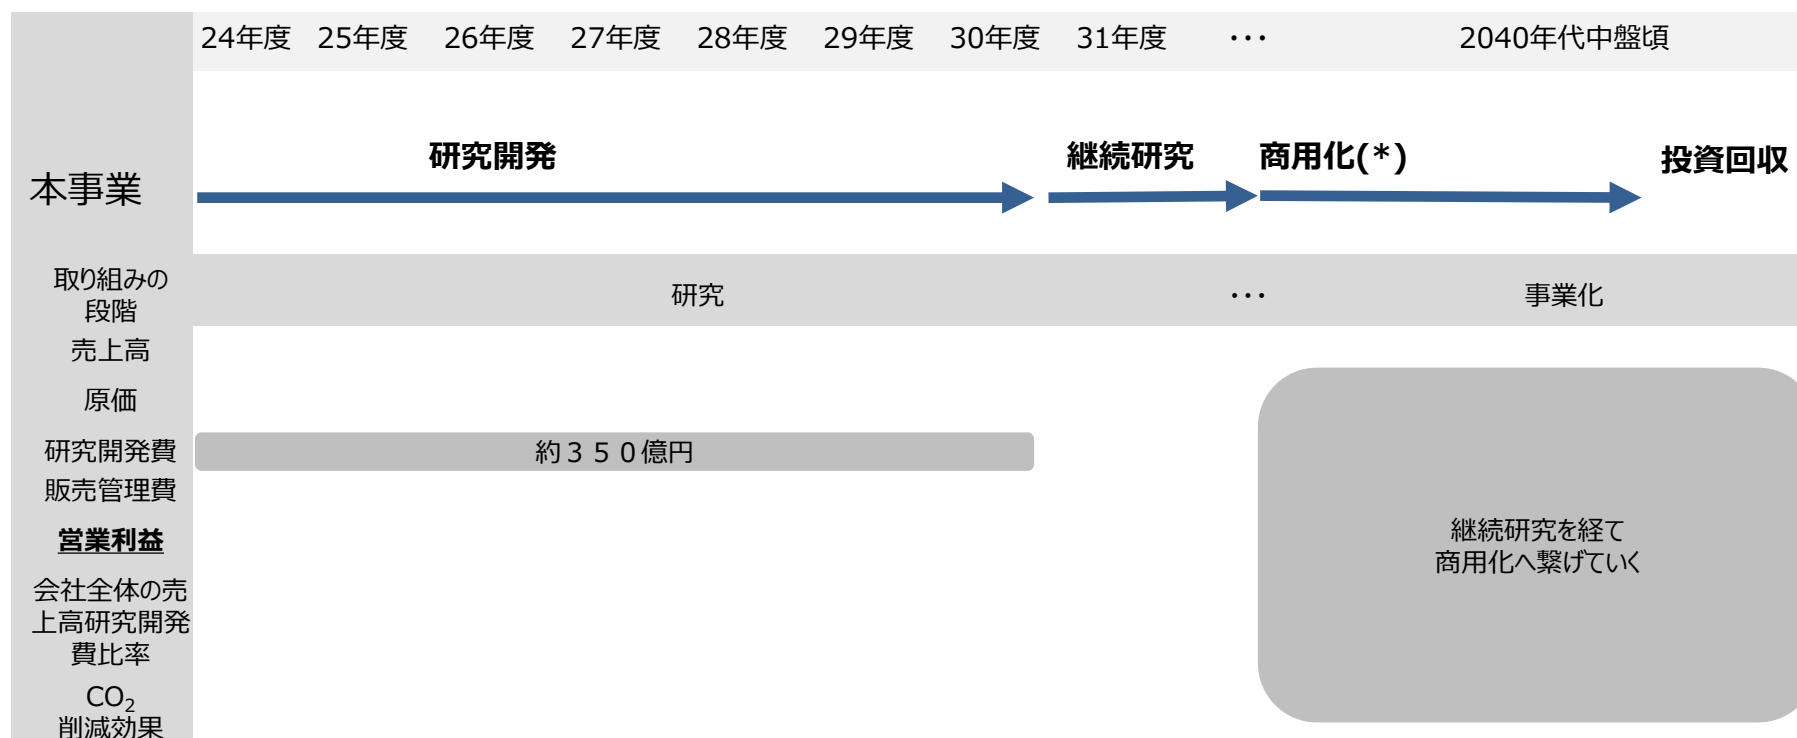 24年度 25年度 26年度 27年度 28年度 29年度 30年度 31年度 ・・・ 2040年代中盤頃
研究開発 継続研究 商用化(*) 投資回収
本事業
取り組みの
段階
研究 ・・・ 事業化
売上高
原価
研究開発費 約３５０億円
販売管理費
営業利益
継続研究を経て
商用化へ繋げていく
会社全体の売
上高研究開発
費比率
CO₂
削減効果